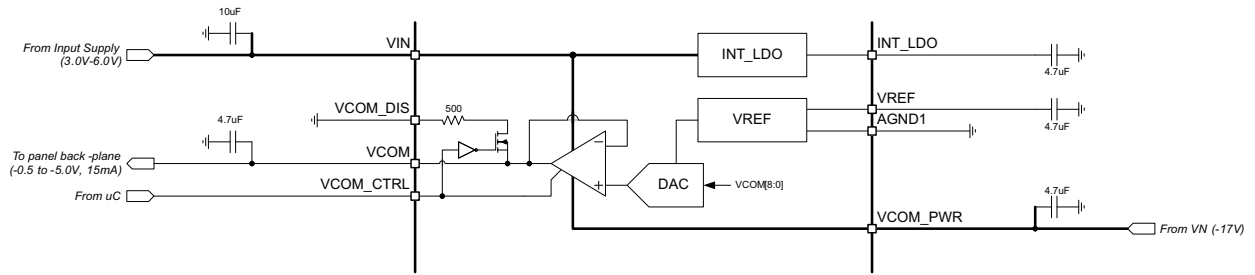 10uF
From Input Supply
(3.0V-6.0V)
VIN
INT_LDO
INT_LDO
4.7uF
VCOM_DIS
500
VREF
VREF
4.7uF
AGND1
4.7uF
To panel back -plane
(-0.5 to -5.0V, 15mA)
VCOM
−
+
DAC
VCOM[8:0]
VCOM_CTRL
From uC
4.7uF
VCOM_PWR
From VN (-17V)